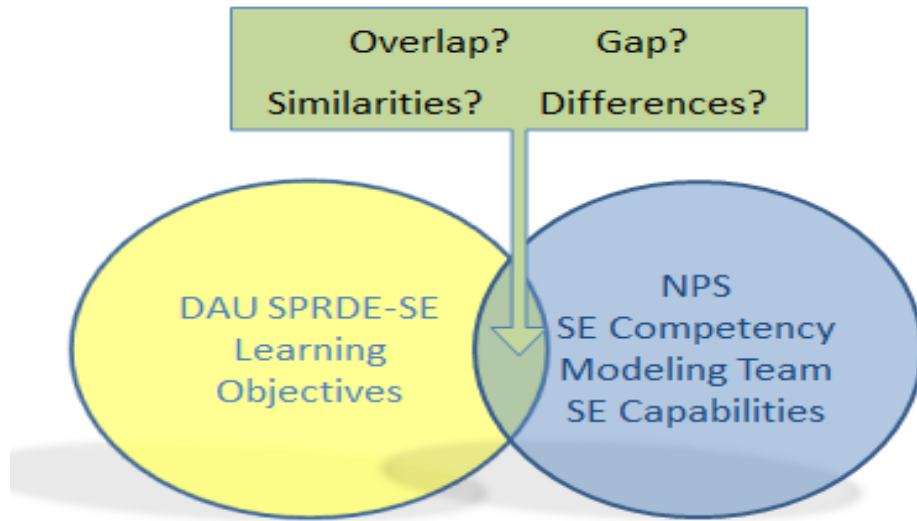 Overlap? Gap?
Similarities? Differences?
DAU SPRDE-SE
Learning
Objectives
NPS
SE Competency
Modeling Team
SE Capabilities